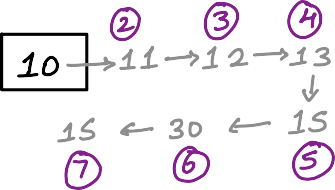 ② ③ ④
10 → 11 → 12 → 13
↓
15 ← 30 ← 15
⑦ ⑥ ⑤